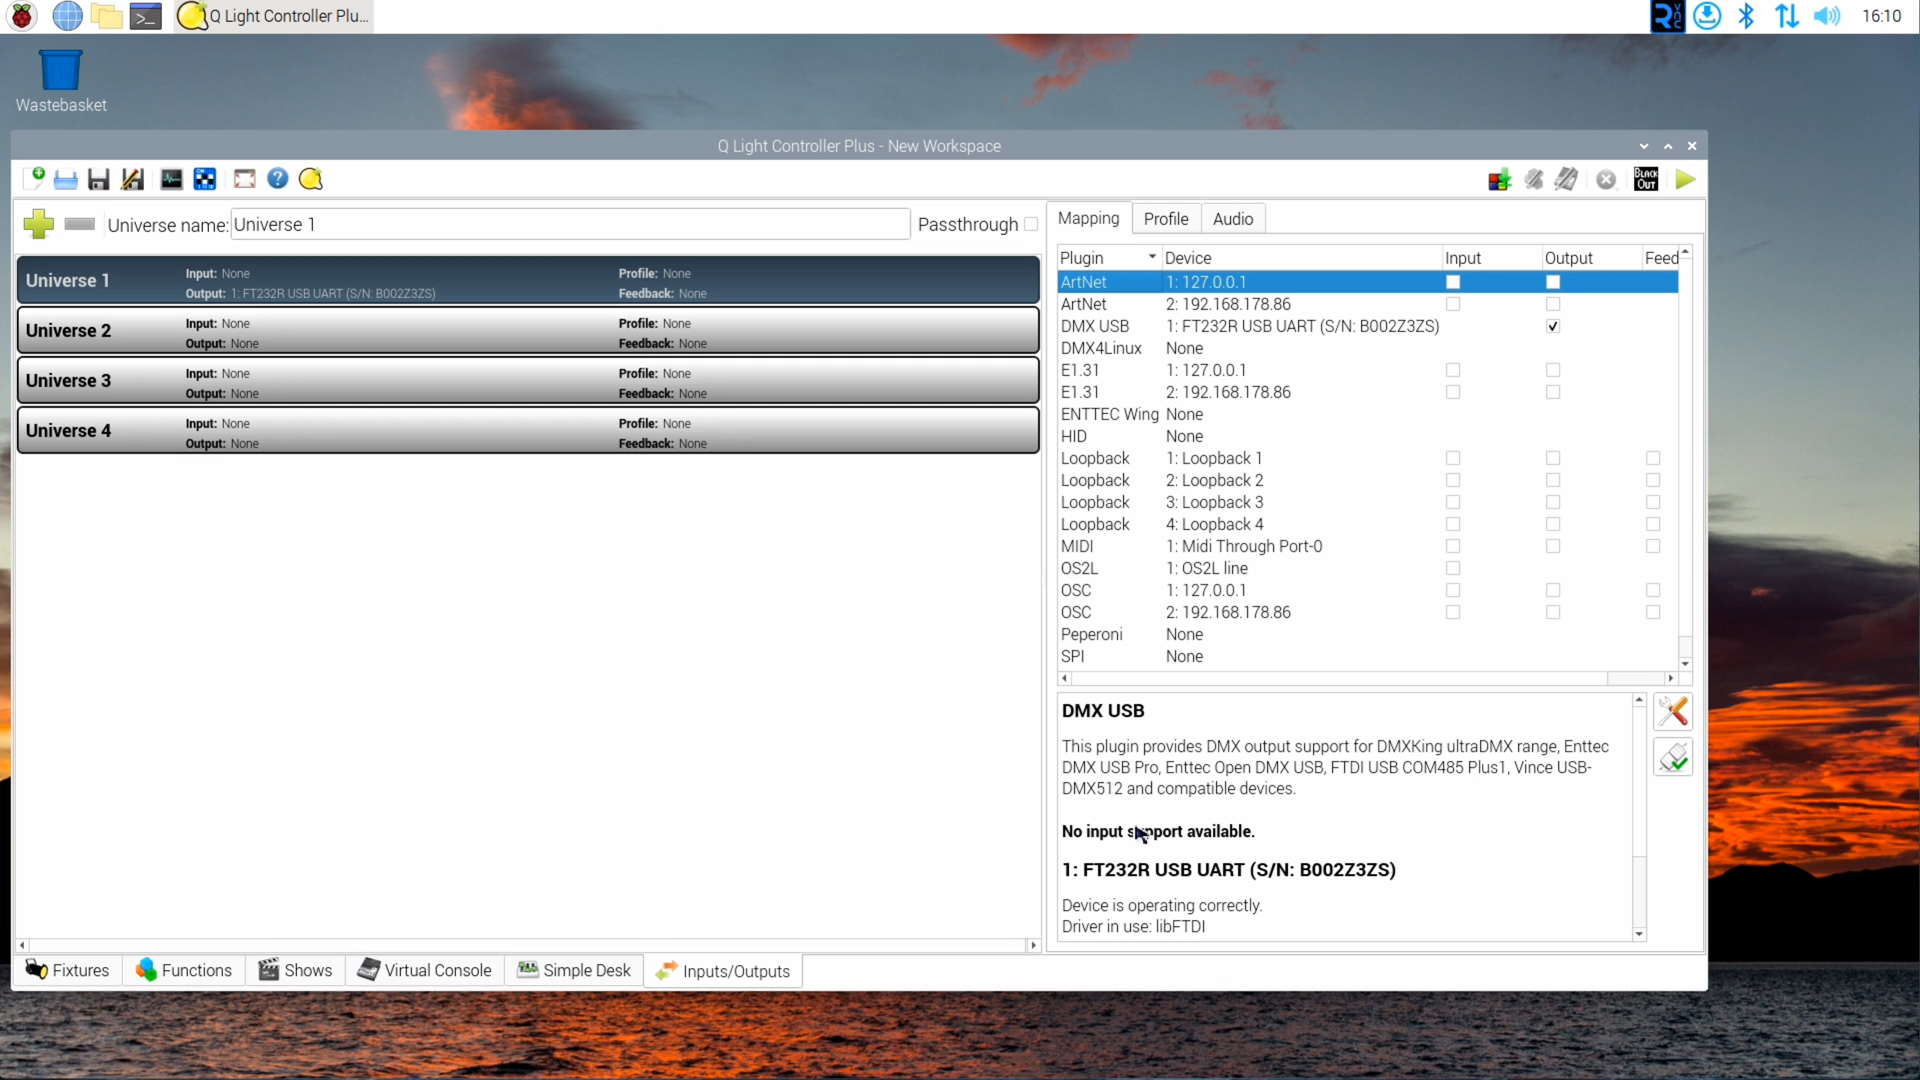 Q Light Controller Plu...
VNC
16:10
Wastebasket
Q Light Controller Plus - New Workspace
BLACK
OUT
Universe name: Universe 1 Passthrough
Universe 1
Input: None
Profile: None
Output: 1: FT232R USB UART (S/N: B002Z3ZS)
Feedback: None
Universe 2
Input: None
Profile: None
Output: None
Feedback: None
Universe 3
Input: None
Profile: None
Output: None
Feedback: None
Universe 4
Input: None
Profile: None
Output: None
Feedback: None
Mapping Profile Audio
Plugin Device Input Output Feed
ArtNet 1: 127.0.0.1
ArtNet 2: 192.168.178.86
DMX USB 1: FT232R USB UART (S/N: B002Z3ZS)
DMX4Linux None
E1.31 1: 127.0.0.1
E1.31 2: 192.168.178.86
ENTTEC Wing None
HID None
Loopback 1: Loopback 1
Loopback 2: Loopback 2
Loopback 3: Loopback 3
Loopback 4: Loopback 4
MIDI 1: Midi Through Port-0
OS2L 1: OS2L line
OSC 1: 127.0.0.1
OSC 2: 192.168.178.86
Peperoni None
SPI None
DMX USB
This plugin provides DMX output support for DMXKing ultraDMX range, Enttec
DMX USB Pro, Enttec Open DMX USB, FTDI USB COM485 Plus1, Vince USB-
DMX512 and compatible devices.
No input support available.
1: FT232R USB UART (S/N: B002Z3ZS)
Device is operating correctly.
Driver in use: libFTDI
Fixtures Functions Shows Virtual Console Simple Desk Inputs/Outputs